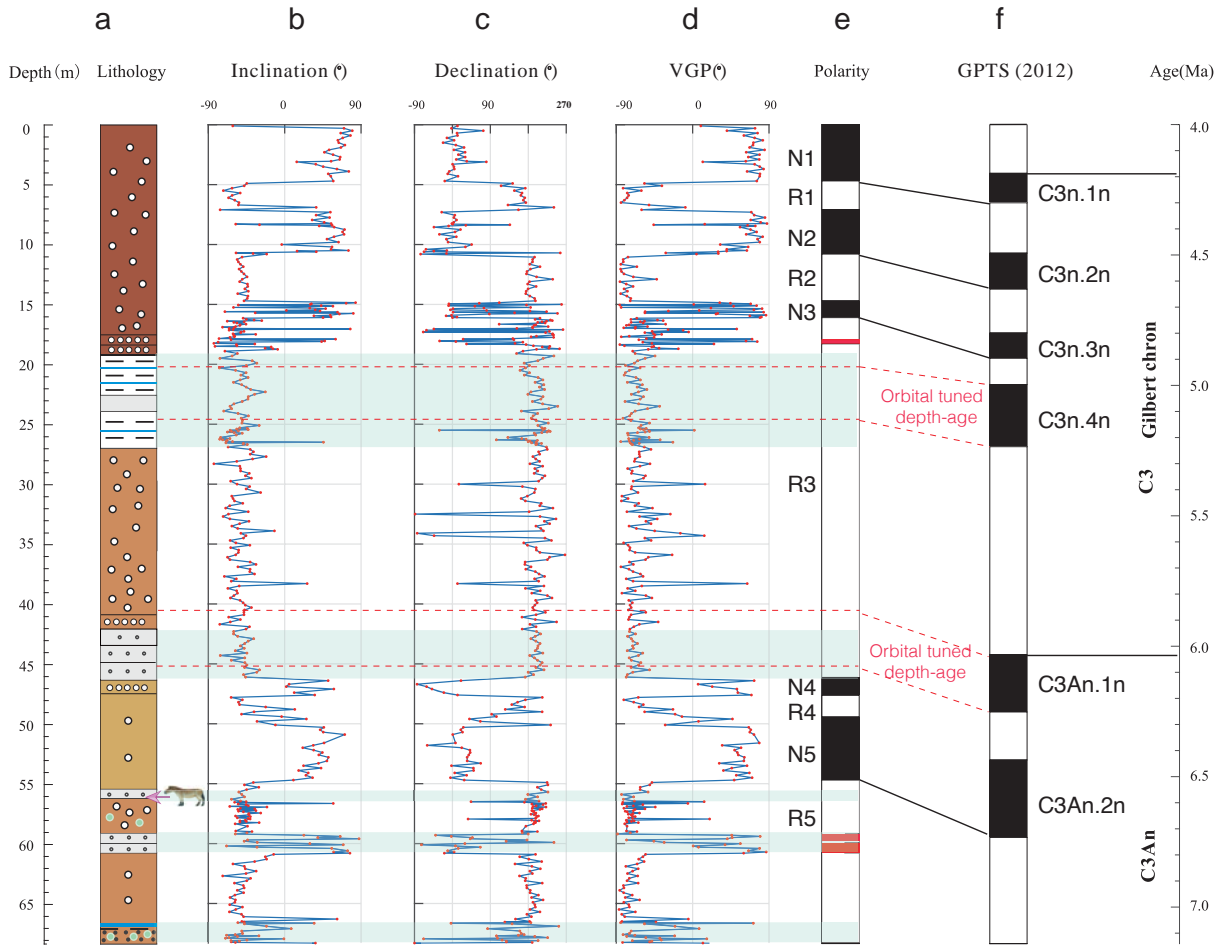 a b c d e f
Depth(m) Lithology Inclination (°) Declination (°) VGP(°) Polarity GPTS (2012) Age(Ma)
-90 0 90 -90 90 270 -90 0 90
0 4.0
N1
C3n.1n
5 R1
N2
10 4.5
R2 C3n.2n
15 N3
C3n.3n
20 5.0
Orbital tuned
depth-age
C3n.4n
Gilbert chron
25
30 R3
C3
5.5
35
40
6.0
45 Orbital tuned
depth-age
N4 C3An.1n
R4
50
N5
6.5
55
C3An.2n
R5
60
C3An
7.0
65